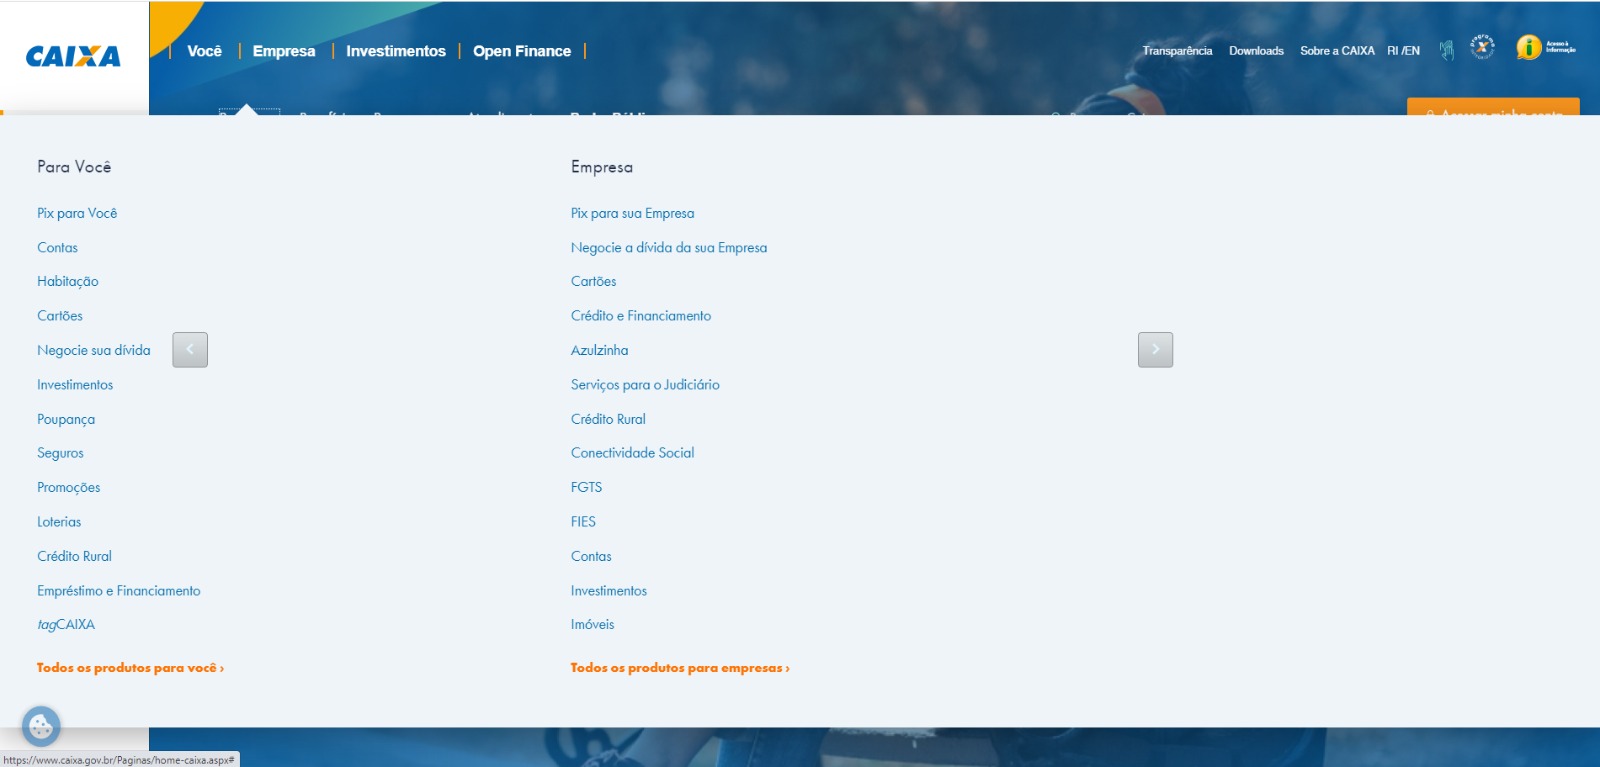 CAIXA
Você
Empresa
Investimentos
Open Finance
Transparência
Downloads
Sobre a CAIXA
RI /EN
Acesso à
Informação
Acessar minha conta
Para Você
Pix para Você
Contas
Habitação
Cartões
Negocie sua dívida
Investimentos
Poupança
Seguros
Promoções
Loterias
Crédito Rural
Empréstimo e Financiamento
tagCAIXA
Todos os produtos para você ›
Empresa
Pix para sua Empresa
Negocie a dívida da sua Empresa
Cartões
Crédito e Financiamento
Azulzinha
Serviços para o Judiciário
Crédito Rural
Conectividade Social
FGTS
FIES
Contas
Investimentos
Imóveis
Todos os produtos para empresas ›
https://www.caixa.gov.br/Paginas/home-caixa.aspx#